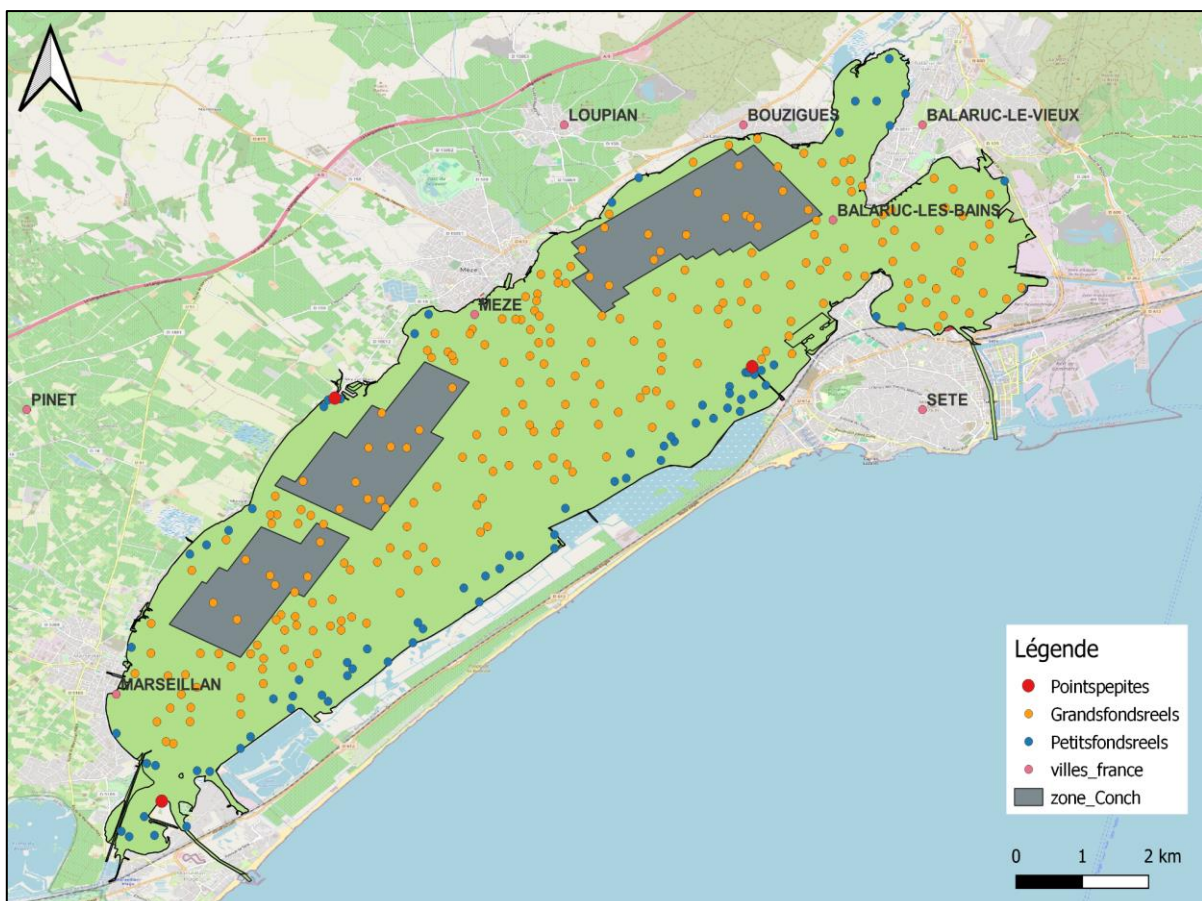 LOUPIAN
BOUZIGUES
BALARUC-LE-VIEUX
BALARUC-LES-BAINS
Mèze
MEZE
PINET
SETE
MARSEILLAN
Légende
Pointspepites
Grandsfondsreels
Petitsfondsreels
villes_france
zone_Conch
0 1 2 km